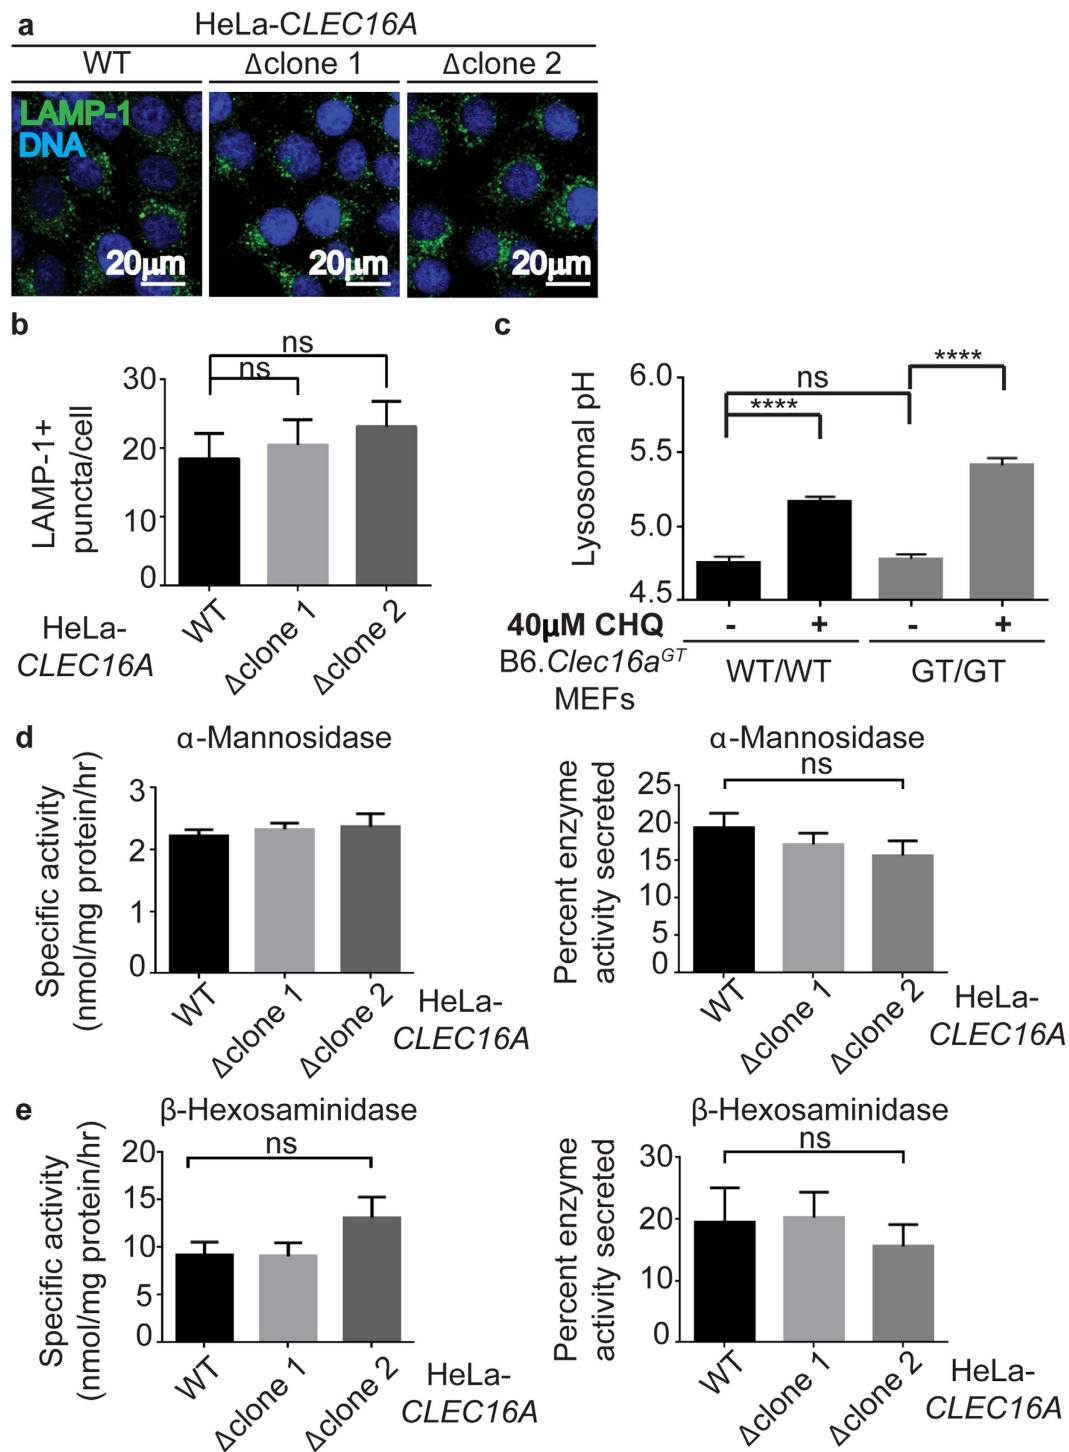 a
HeLa-CLEC16A
WT
Δclone 1
Δclone 2
LAMP-1
DNA
20μm
20μm
20μm
b
ns
ns
30
20
10
0
LAMP-1+
puncta/cell
WT
Δclone 1
Δclone 2
HeLa-
CLEC16A
c
****
ns
****
6.0
5.5
5.0
4.5
Lysosomal pH
40μM CHQ
- + - +
B6.Clec16aGT
MEFs
WT/WT
GT/GT
d
α-Mannosidase
3
2
1
0
Specific activity
(nmol/mg protein/hr)
WT
Δclone 1
Δclone 2
HeLa-
CLEC16A
α-Mannosidase
ns
25
20
15
10
5
0
Percent enzyme
activity secreted
WT
Δclone 1
Δclone 2
HeLa-
CLEC16A
e
β-Hexosaminidase
ns
20
15
10
5
0
Specific activity
(nmol/mg protein/hr)
WT
Δclone 1
Δclone 2
HeLa-
CLEC16A
β-Hexosaminidase
ns
30
20
10
0
Percent enzyme
activity secreted
WT
Δclone 1
Δclone 2
HeLa-
CLEC16A